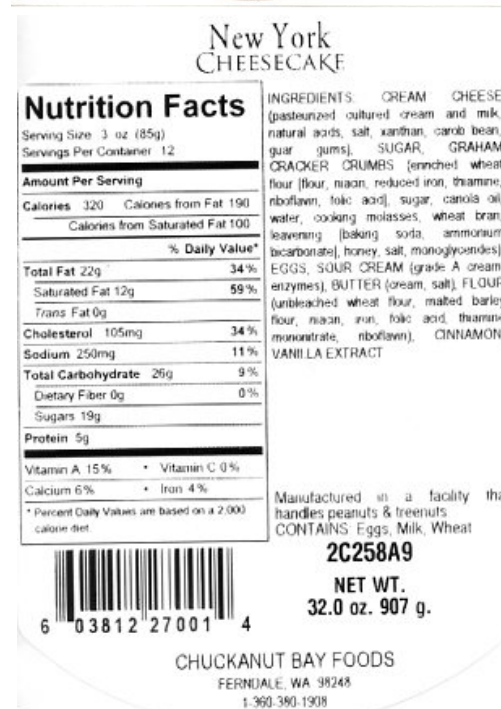 New York
CHEESECAKE
Nutrition Facts
Serving Size 3 oz (85g)
Servings Per Container 12
Amount Per Serving
Calories 320 Calories from Fat 190
Calories from Saturated Fat 100
% Daily Value*
Total Fat 22g 34%
Saturated Fat 12g 59%
Trans Fat 0g
Cholesterol 105mg 34%
Sodium 250mg 11%
Total Carbohydrate 26g 9%
Dietary Fiber 0g 0%
Sugars 19g
Protein 5g
Vitamin A 15% • Vitamin C 0%
Calcium 6% • Iron 4%
* Percent Daily Values are based on a 2,000
calorie diet.
INGREDIENTS: CREAM CHEESE
(pasteurized cultured cream and milk,
natural acids, salt, xanthan, carob bean,
guar gums), SUGAR, GRAHAM
CRACKER CRUMBS (enriched wheat
flour [flour, niacin, reduced iron, thiamine,
riboflavin, folic acid], sugar, canola oil,
water, cooking molasses, wheat bran,
leavening [baking soda, ammonium
bicarbonate], honey, salt, monoglycerides)
EGGS, SOUR CREAM (grade A cream,
enzymes), BUTTER (cream, salt), FLOUR
(unbleached wheat flour, malted barley
flour, niacin, iron, folic acid, thiamine
mononitrate, riboflavin), CINNAMON,
VANILLA EXTRACT
Manufactured in a facility tha
handles peanuts & treenuts
CONTAINS: Eggs, Milk, Wheat
2C258A9
NET WT.
32.0 oz. 907 g.
6 03812 27001 4
CHUCKANUT BAY FOODS
FERNDALE, WA 98248
1-360-380-1908